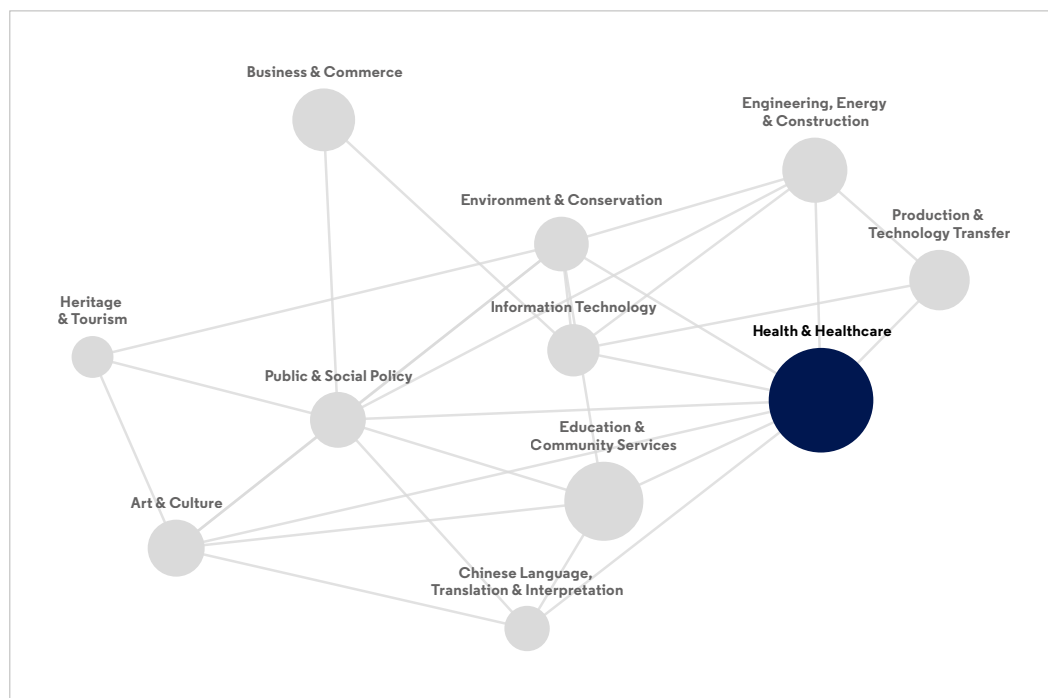 Business & Commerce
Engineering, Energy
& Construction
Environment & Conservation
Production &
Technology Transfer
Heritage
& Tourism
Information Technology
Health & Healthcare
Public & Social Policy
Education &
Community Services
Art & Culture
Chinese Language,
Translation & Interpretation